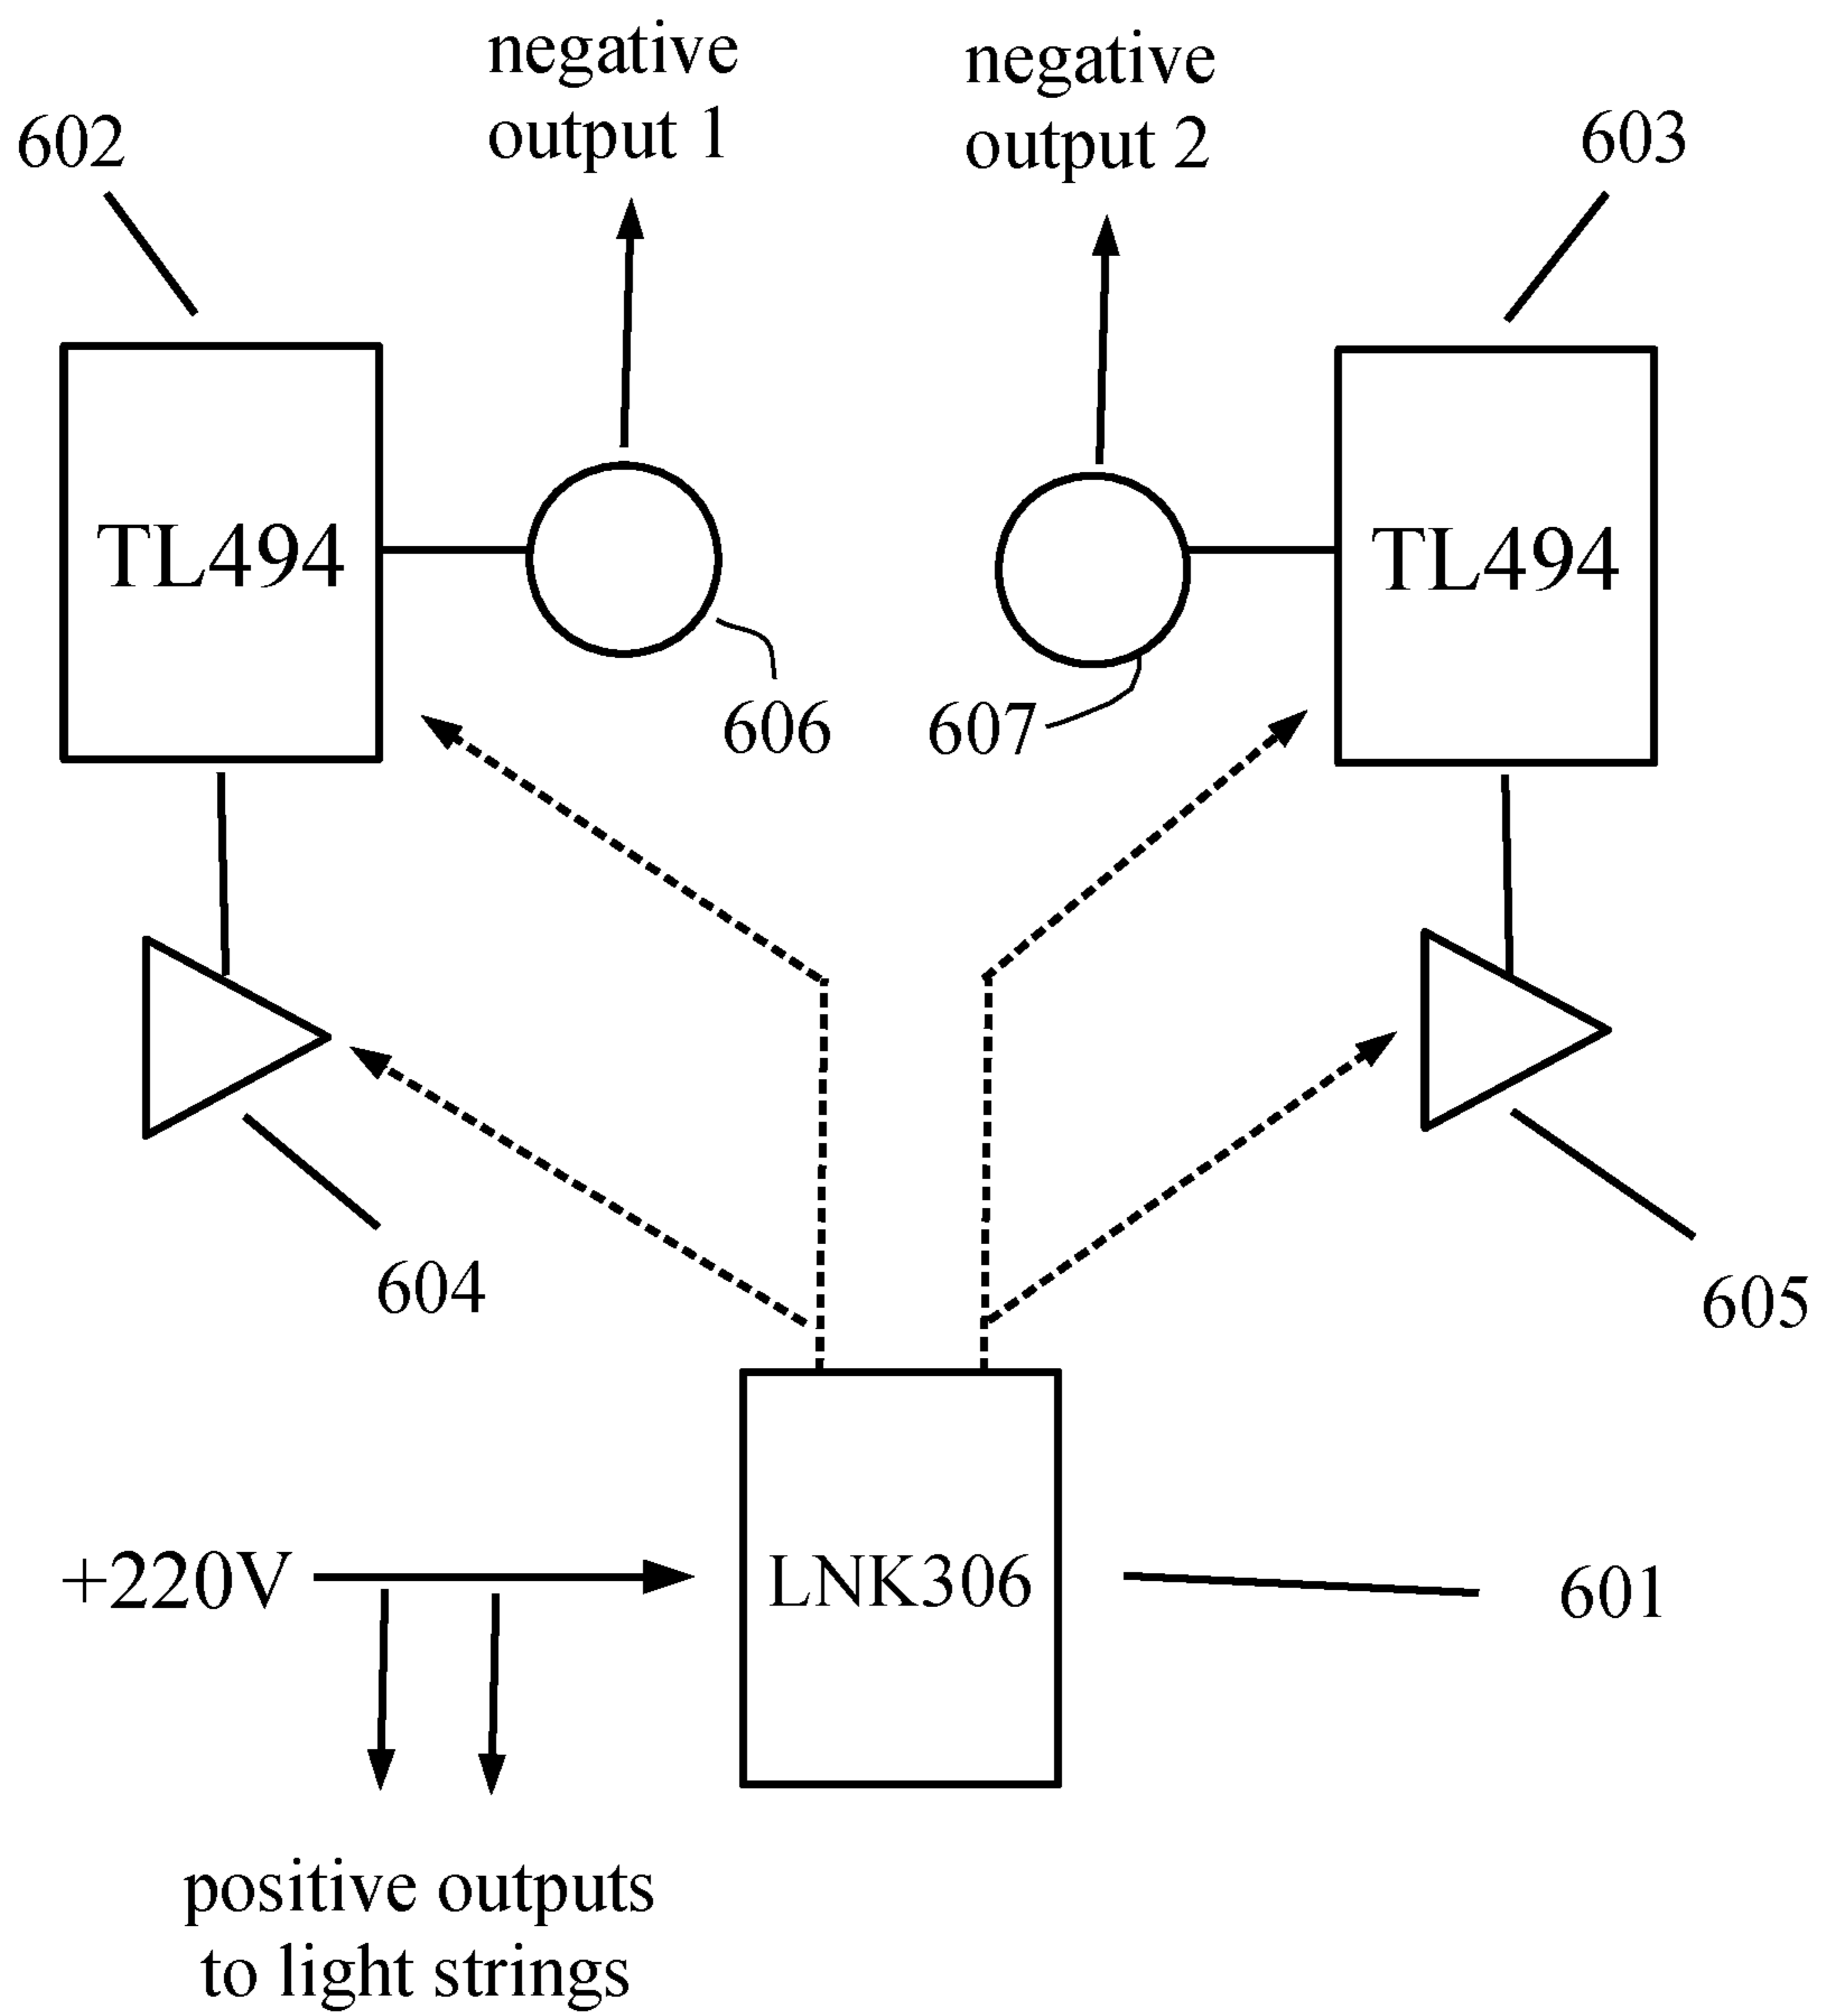 negative
output 1
negative
output 2
602
603
TL494
TL494
606
607
604
605
+220V
LNK306
601
positive outputs
to light strings